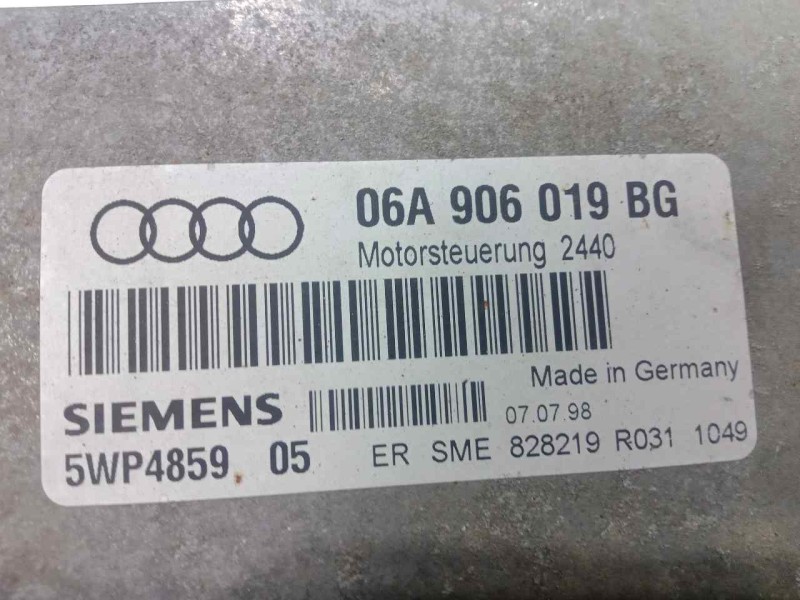 06A 906 019 BG
Motorsteuerung 2440
Made in Germany
SIEMENS 07.07.98
5WP4859 05 ER SME 828219 R031 1049